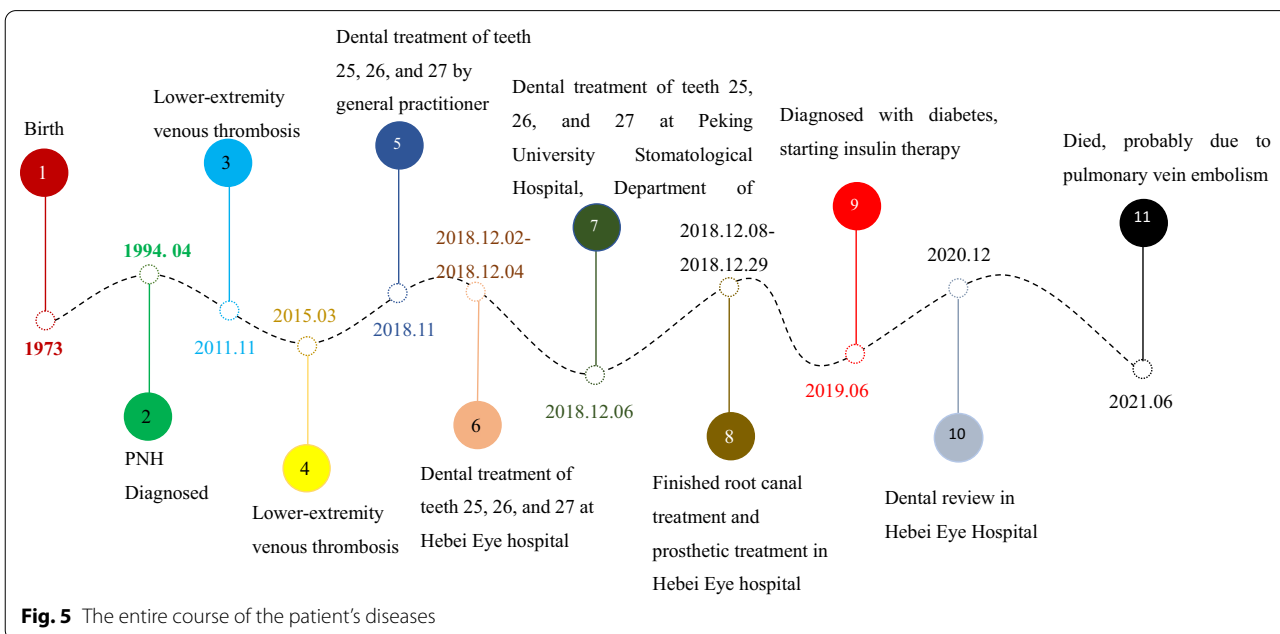 Birth
1
1973
1994. 04
2
PNH
Diagnosed
Lower-extremity
venous thrombosis
3
2011.11
2015.03
4
Lower-extremity
venous thrombosis
Dental treatment of teeth
25, 26, and 27 by
general practitioner
5
2018.11
2018.12.02-
2018.12.04
6
Dental treatment of
teeth 25, 26, and 27 at
Hebei Eye hospital
Dental treatment of teeth 25,
26, and 27 at Peking
University Stomatological
Hospital, Department of
7
2018.12.06
2018.12.08-
2018.12.29
8
Finished root canal
treatment and
prosthetic treatment in
Hebei Eye hospital
Diagnosed with diabetes,
starting insulin therapy
9
2019.06
2020.12
10
Dental review in
Hebei Eye Hospital
Died, probably due to
pulmonary vein embolism
11
2021.06
Fig. 5 The entire course of the patient's diseases